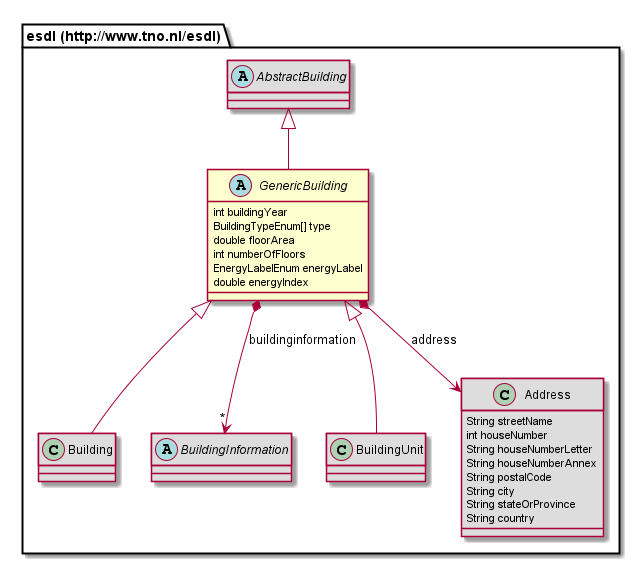 esdl (http://www.tno.nl/esdl)
A AbstractBuilding
A GenericBuilding
int buildingYear
BuildingTypeEnum[] type
double floorArea
int numberOfFloors
EnergyLabelEnum energyLabel
double energyIndex
buildinginformation
address
*
C Building
A BuildingInformation
C BuildingUnit
C Address
String streetName
int houseNumber
String houseNumberLetter
String houseNumberAnnex
String postalCode
String city
String stateOrProvince
String country